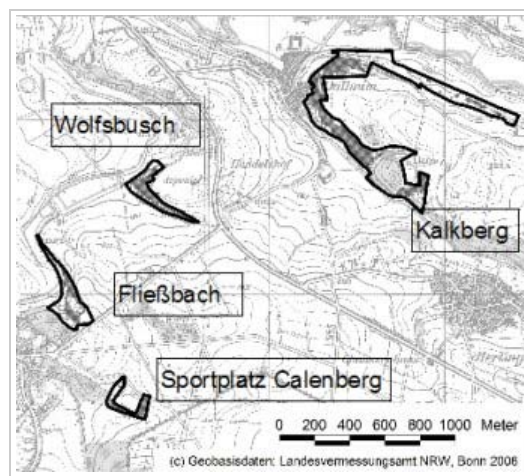 Wolfsbusch
Kalkberg
Fließbach
Sportplatz Calenberg
0 200 400 600 800 1000 Meter
(c) Geobasisdaten: Landesvermessungsamt NRW, Bonn 2006